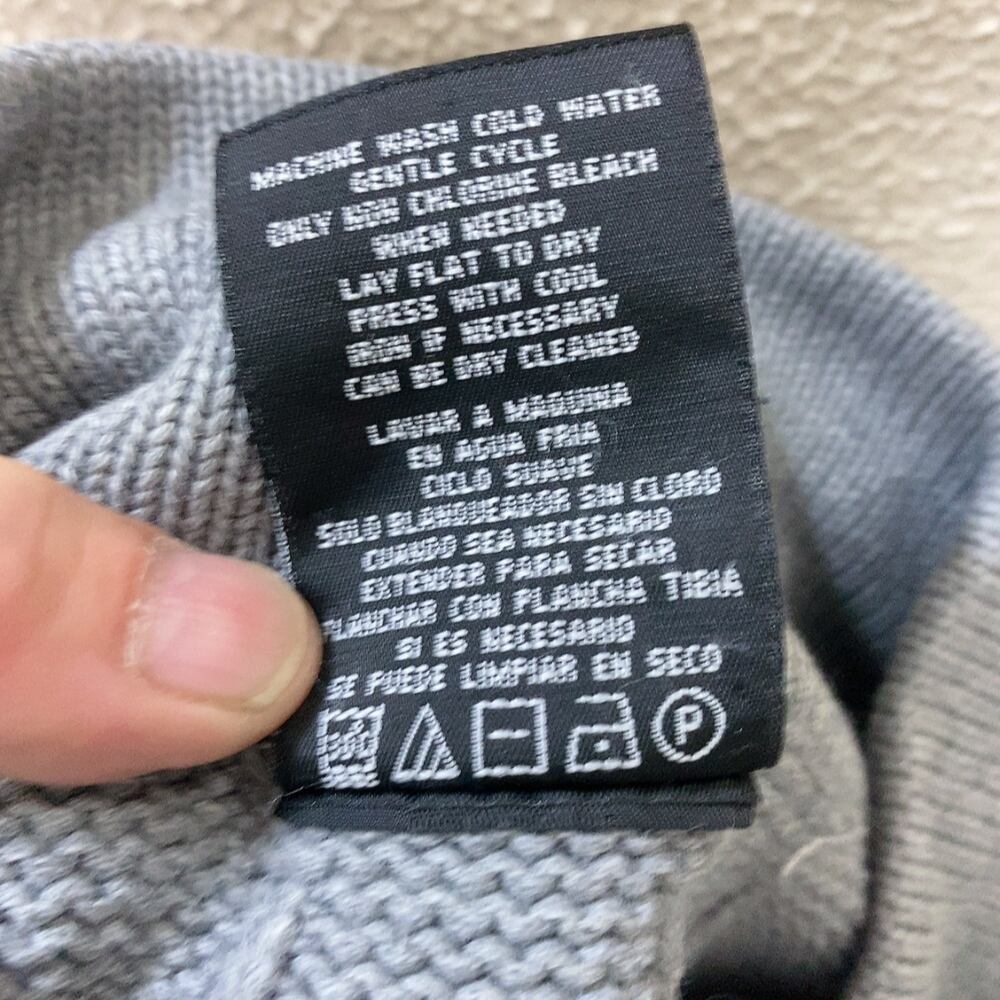 MACHINE WASH COLD WATER
GENTLE CYCLE
ONLY NON CHLORINE BLEACH
WHEN NEEDED
LAY FLAT TO DRY
PRESS WITH COOL
IRON IF NECESSARY
CAN BE DRY CLEANED
LAVAR A MAQUINA
EU AGUA FRIA
CICLO SUAVE
SOLO BLANQUEADOR SIN CLORO
CUANDO SEA NECESARIO
EXTENDER PARA SECAR
PLANCHAR CON PLANCHA TIBIA
SI ES NECESARIO
SE PUEDE LIMPIAR EN SECO
P